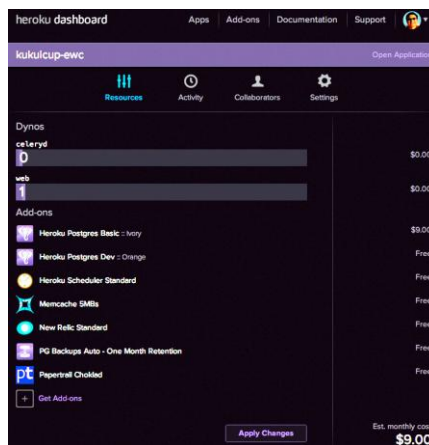 heroku dashboard Apps Add-ons Documentation Support
kukulcup-ewc Open Application
Resources Activity Collaborators Settings
Dynos
celeryd
0 $0.00
web
1 $0.00
Add-ons
Heroku Postgres Basic :: Ivory $9.00
Heroku Postgres Dev :: Orange Free
Heroku Scheduler Standard Free
Memcache 5MBs Free
New Relic Standard Free
PG Backups Auto - One Month Retention Free
pt Papertrail Choklad Free
+ Get Add-ons
Apply Changes Est. monthly cos
$9.00